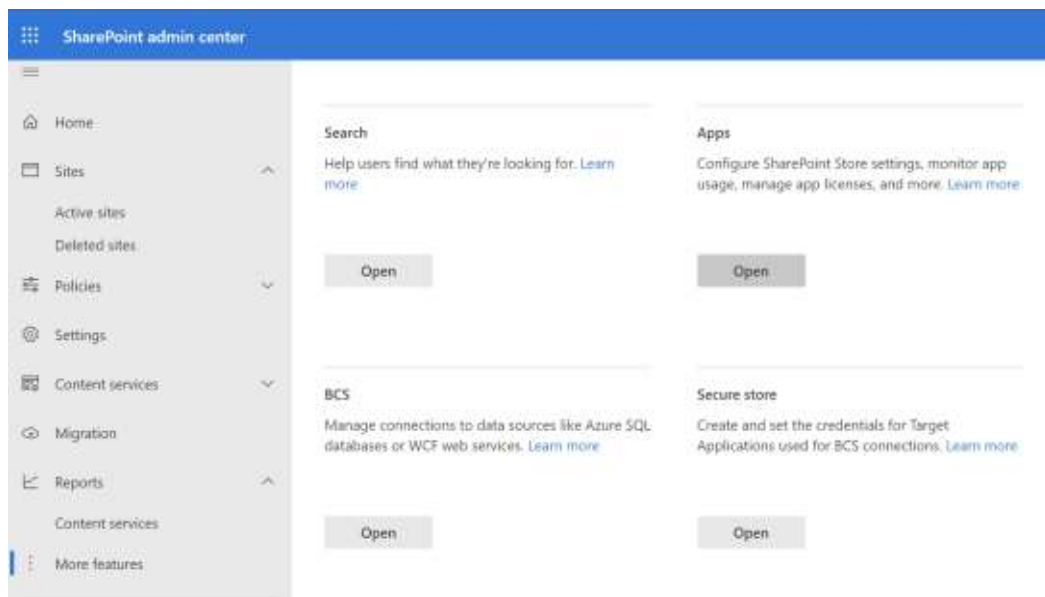 SharePoint admin center
Home
Sites
Active sites
Deleted sites
Policies
Settings
Content services
Migration
Reports
Content services
More features
Search
Help users find what they're looking for. Learn
more
Open
Apps
Configure SharePoint Store settings, monitor app
usage, manage app licenses, and more. Learn more
Open
BCS
Manage connections to data sources like Azure SQL
databases or WCF web services. Learn more
Open
Secure store
Create and set the credentials for Target
Applications used for BCS connections. Learn more
Open